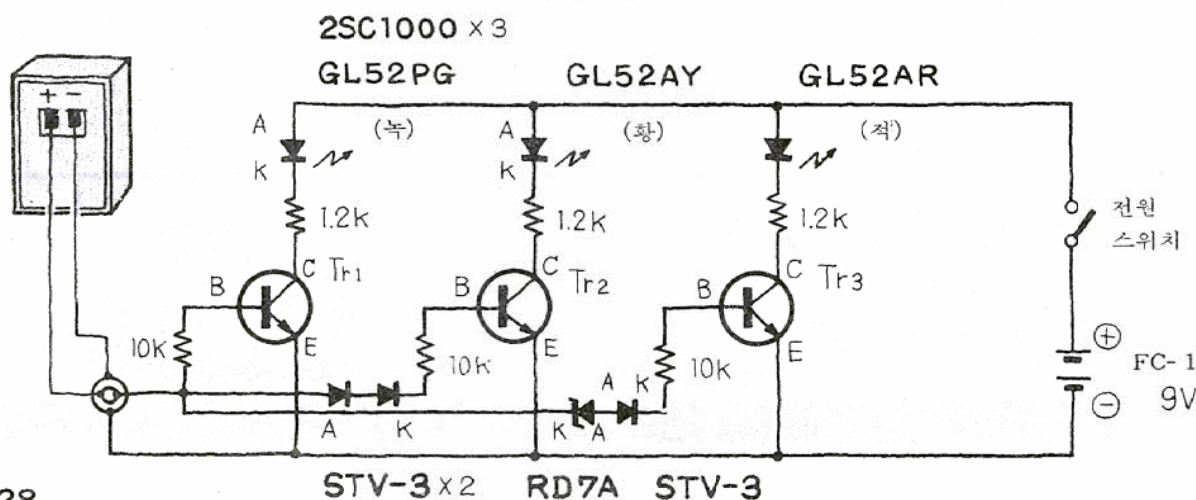 2SC1000 × 3
GL52PG GL52AY GL52AR
+ −
A (녹) A (황) (적)
K K
1.2K 1.2K 1.2K
전원
스위치
B C Tr1 B C Tr2 B C Tr3
E E E
10K 10K 10K
+ FC-1
− 9V
A K K A A K
STV-3×2 RD7A STV-3